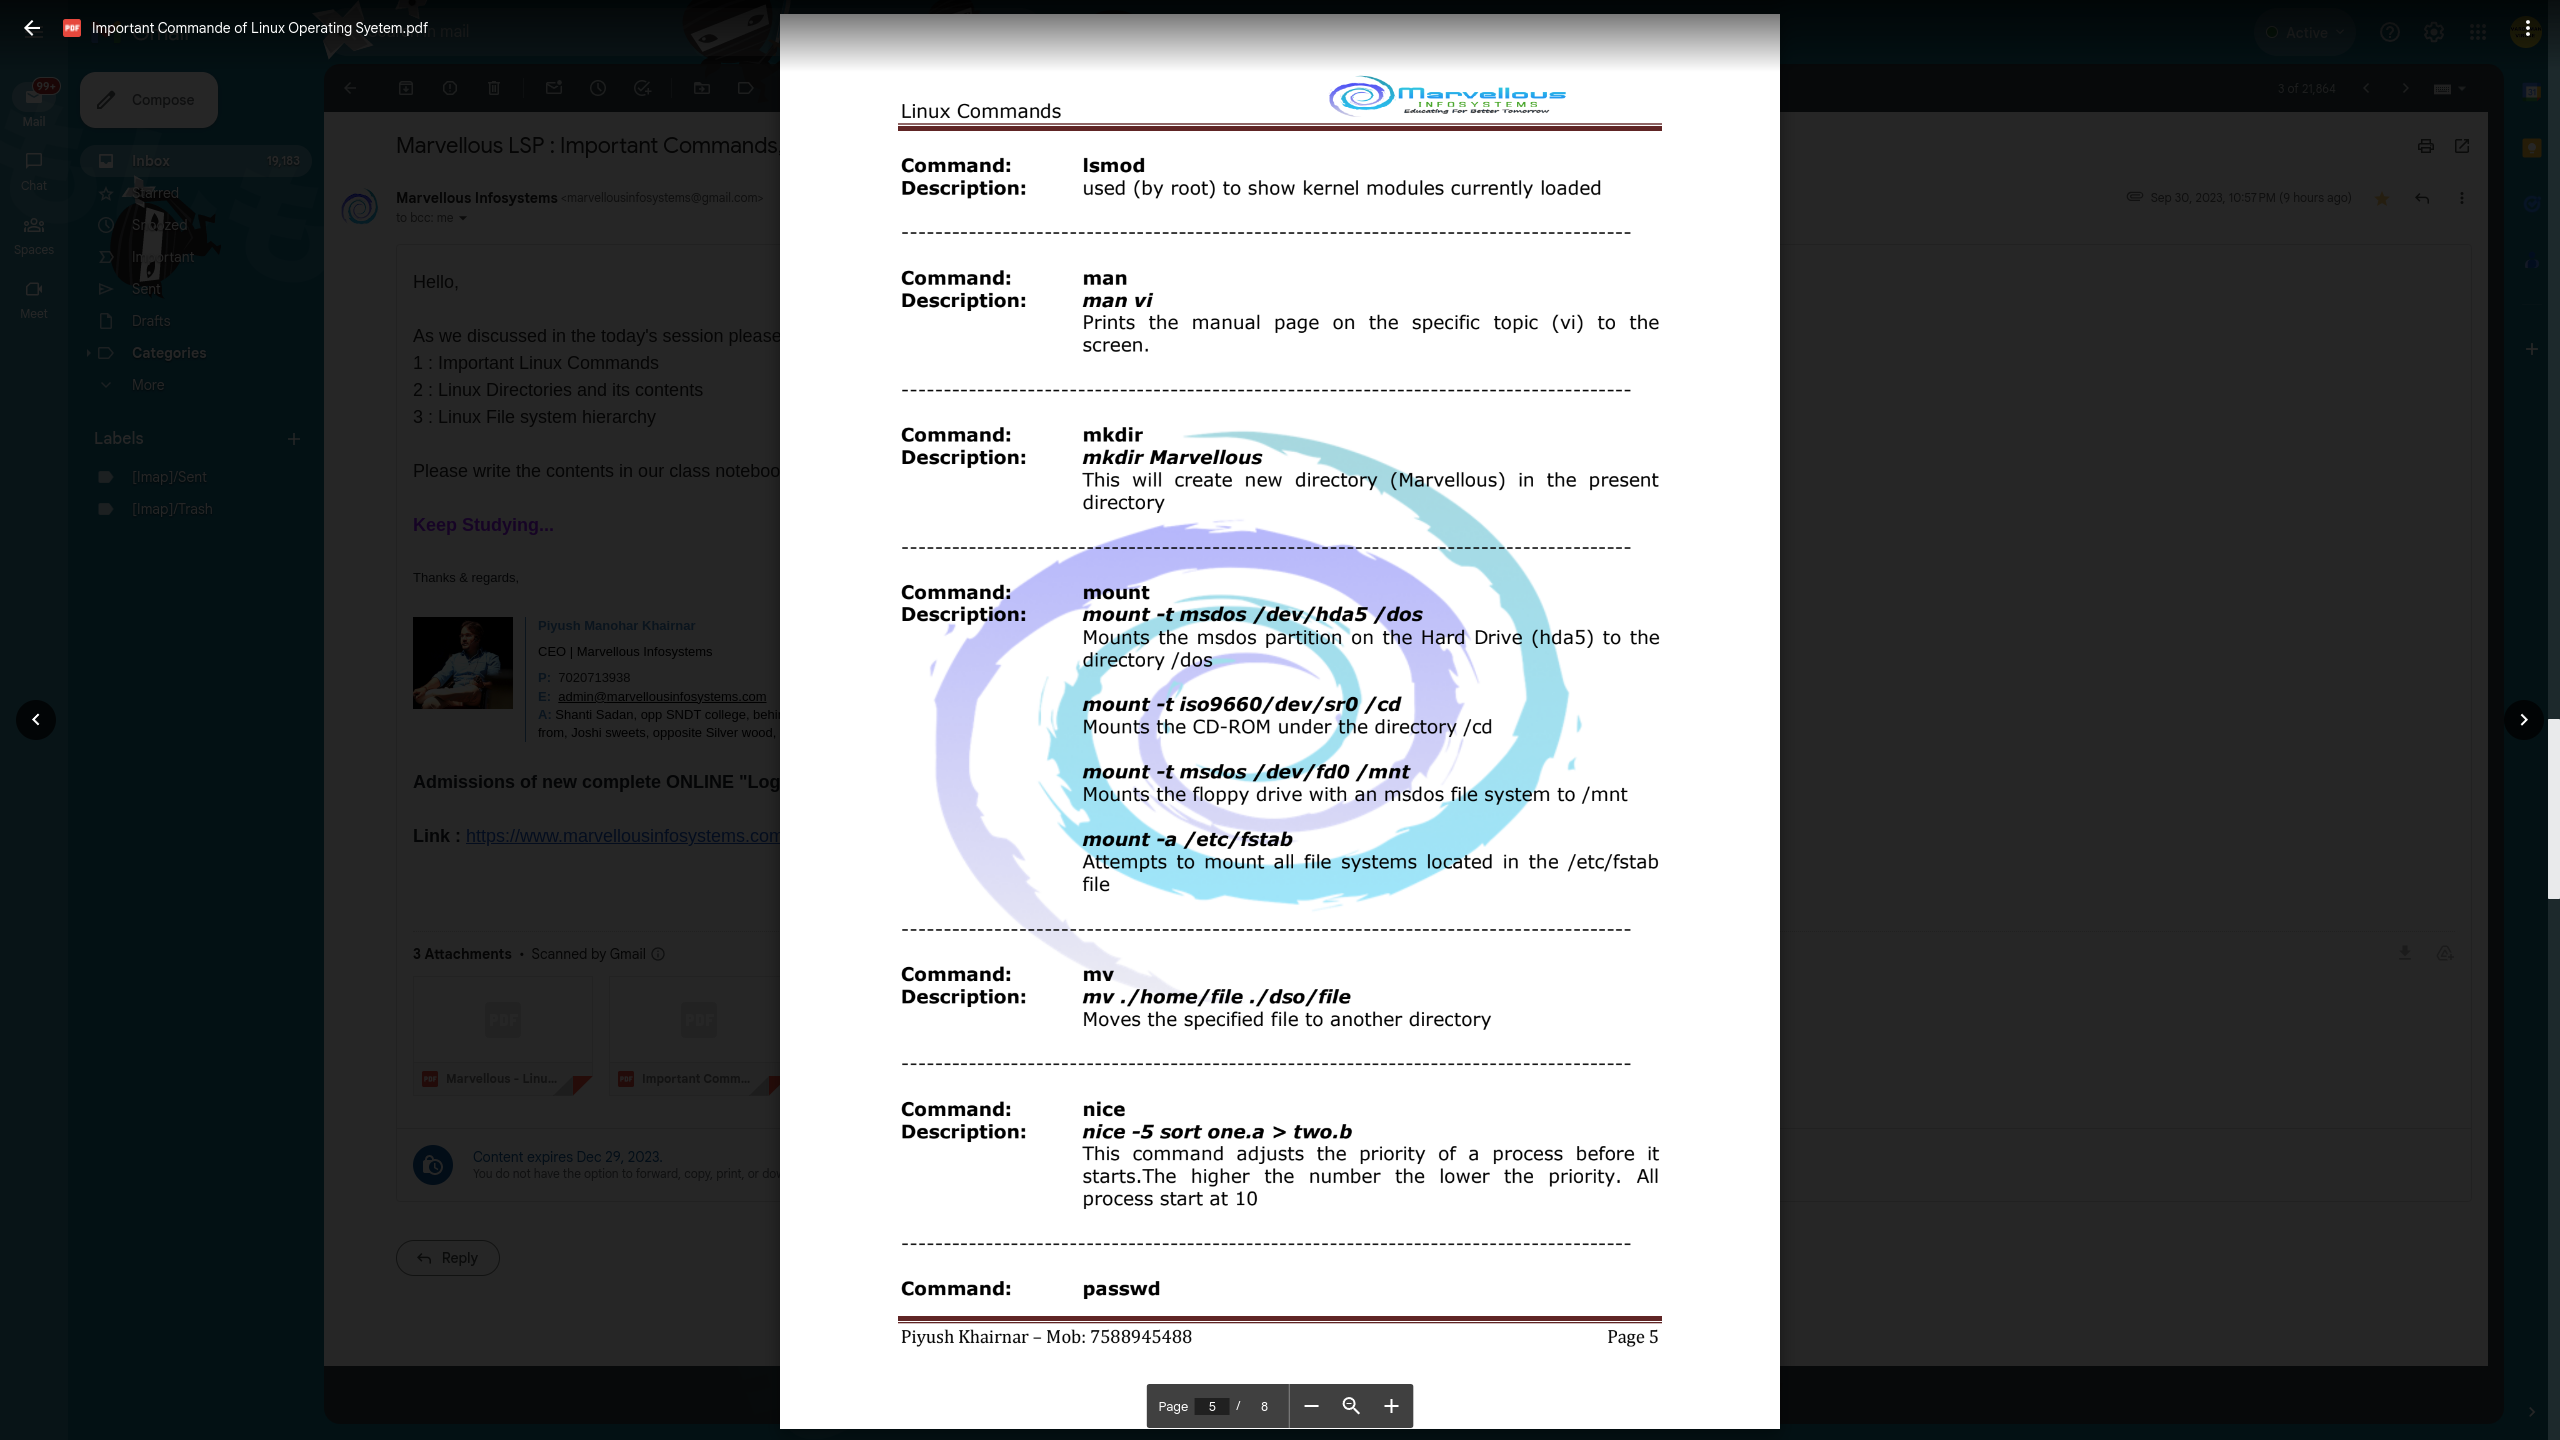 Important Commande of Linux Operating Syetem.pdf
mail
Active
99+
Mail
Chat
Spaces
Meet
Compose
Inbox 19,183
Starred
Snoozed
Important
Sent
Drafts
Categories
More
Labels
[Imap]/Sent
[Imap]/Trash
3 of 21,864
Marvellous LSP : Important Commands
Marvellous Infosystems <marvellousinfosystems@gmail.com>
to bcc: me
Sep 30, 2023, 10:57 PM (9 hours ago)
Hello,
As we discussed in the today's session please
1 : Important Linux Commands
2 : Linux Directories and its contents
3 : Linux File system hierarchy
Please write the contents in our class noteboo
Keep Studying...
Thanks & regards,
Piyush Manohar Khairnar
CEO | Marvellous Infosystems
P: 7020713938
E: admin@marvellousinfosystems.com
A: Shanti Sadan, opp SNDT college, behi
from, Joshi sweets, opposite Silver wood,
Admissions of new complete ONLINE "Log
Link : https://www.marvellousinfosystems.com
3 Attachments • Scanned by Gmail
PDF
PDF
Marvellous - Linu...
Important Comm...
Content expires Dec 29, 2023.
You do not have the option to forward, copy, print, or dow
Reply
Linux Commands
Marvellous
INFOSYSTEMS
Educating For Better Tomorrow
Command: lsmod
Description: used (by root) to show kernel modules currently loaded
Command: man
Description: man vi
Prints the manual page on the specific topic (vi) to the
screen.
Command: mkdir
Description: mkdir Marvellous
This will create new directory (Marvellous) in the present
directory
Command: mount
Description: mount -t msdos /dev/hda5 /dos
Mounts the msdos partition on the Hard Drive (hda5) to the
directory /dos
mount -t iso9660/dev/sr0 /cd
Mounts the CD-ROM under the directory /cd
mount -t msdos /dev/fd0 /mnt
Mounts the floppy drive with an msdos file system to /mnt
mount -a /etc/fstab
Attempts to mount all file systems located in the /etc/fstab
file
Command: mv
Description: mv ./home/file ./dso/file
Moves the specified file to another directory
Command: nice
Description: nice -5 sort one.a > two.b
This command adjusts the priority of a process before it
starts.The higher the number the lower the priority. All
process start at 10
Command: passwd
Piyush Khairnar – Mob: 7588945488 Page 5
Page 5 / 8